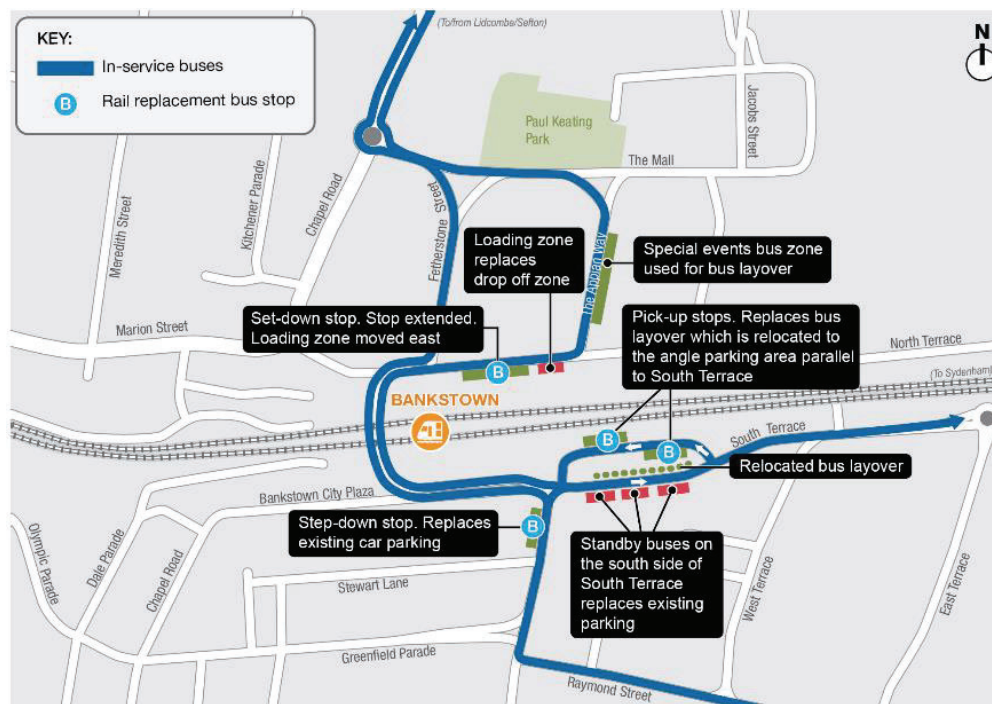 KEY:
In-service buses
B
Rail replacement bus stop
(To/from Lidcombe/Sefton)
N
Paul Keating
Park
Jacobs Street
The Mall
Meredith Street
Kitchener Parade
Chapel Road
Fetherstone Street
The Appian Way
Loading zone
replaces
drop off zone
Special events bus zone
used for bus layover
Set-down stop. Stop extended.
Loading zone moved east
Pick-up stops. Replaces bus
layover which is relocated to
the angle parking area parallel
to South Terrace
Marion Street
North Terrace
(To Sydenham)
B
BANKSTOWN
B
B
South Terrace
Relocated bus layover
Bankstown City Plaza
Step-down stop. Replaces
existing car parking
B
Standby buses on
the south side of
South Terrace
replaces existing
parking
Olympic Parade
Dale Parade
Chapel Road
Stewart Lane
West Terrace
East Terrace
Greenfield Parade
Raymond Street